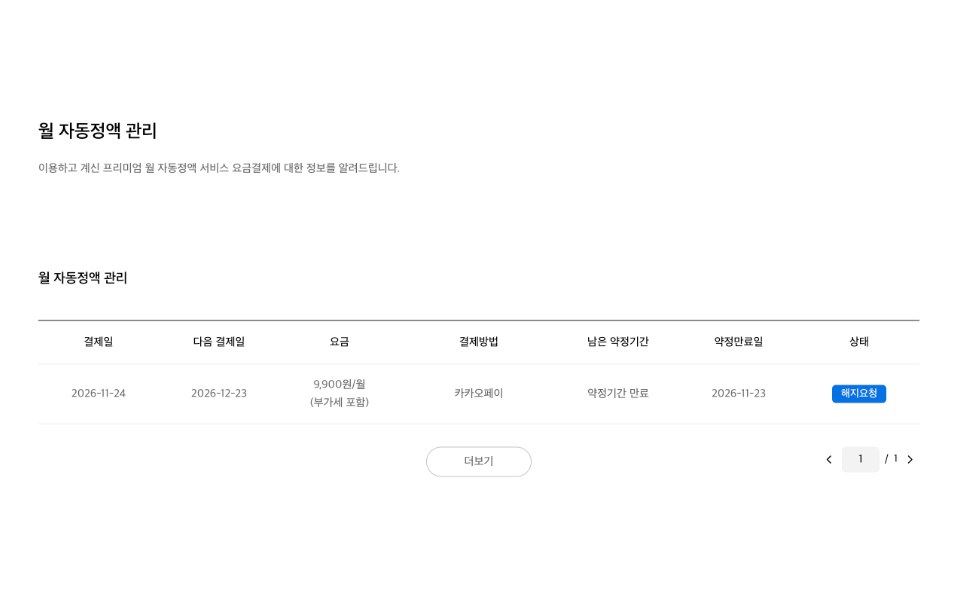 월 자동정액 관리
이용하고 계신 프리미엄 월 자동정액 서비스 요금결제에 대한 정보를 알려드립니다.
월 자동정액 관리
결제일 다음 결제일 요금 결제방법 남은 약정기간 약정만료일 상태
2026-11-24 2026-12-23 9,900원/월 카카오페이 약정기간 만료 2026-11-23 해지요청
(부가세 포함)
더보기
1 / 1